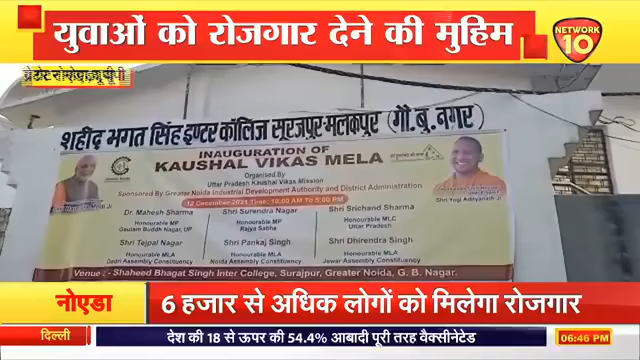 युवाओं को रोजगार देने की मुहिम
NETWORK
10
शहीद भगत सिंह इण्टर कॉलिज सूरजपुर-मलकपुर (गौ.बु.नगर)
INAUGURATION OF
KAUSHAL VIKAS MELA
Organised By
Uttar Pradesh Kaushal Vikas Mission
Sponsored By Greater Noida Industrial Development Authority and District Administration
12 December 2021 Time: 10:00 AM To 5:00 PM
Shri Yogi Adityanath Ji
Dr. Mahesh Sharma
Honourable MP
Gautam Buddh Nagar, UP
Shri Surendra Nagar
Honourable MP
Rajya Sabha
Shri Srichand Sharma
Honourable MLC
Uttar Pradesh
Shri Tejpal Nagar
Honourable MLA
Dadri Assembly Constituency
Shri Pankaj Singh
Honourable MLA
Noida Assembly Constituency
Shri Dhirendra Singh
Honourable MLA
Jewar Assembly Constituency
Venue : - Shaheed Bhagat Singh Inter College, Surajpur, Greater Noida, G. B. Nagar.
नोएडा
6 हजार से अधिक लोगों को मिलेगा रोजगार
दिल्ली
देश की 18 से ऊपर की 54.4% आबादी पूरी तरह वैक्सीनेटेड
06:46 PM